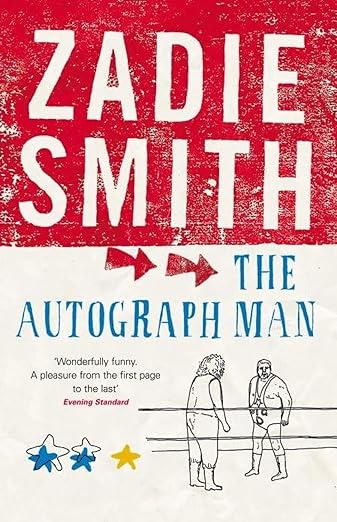 ZADIE
SMITH
THE
AUTOGRAPH MAN
'Wonderfully funny.
A pleasure from the first page
to the last'
Evening Standard